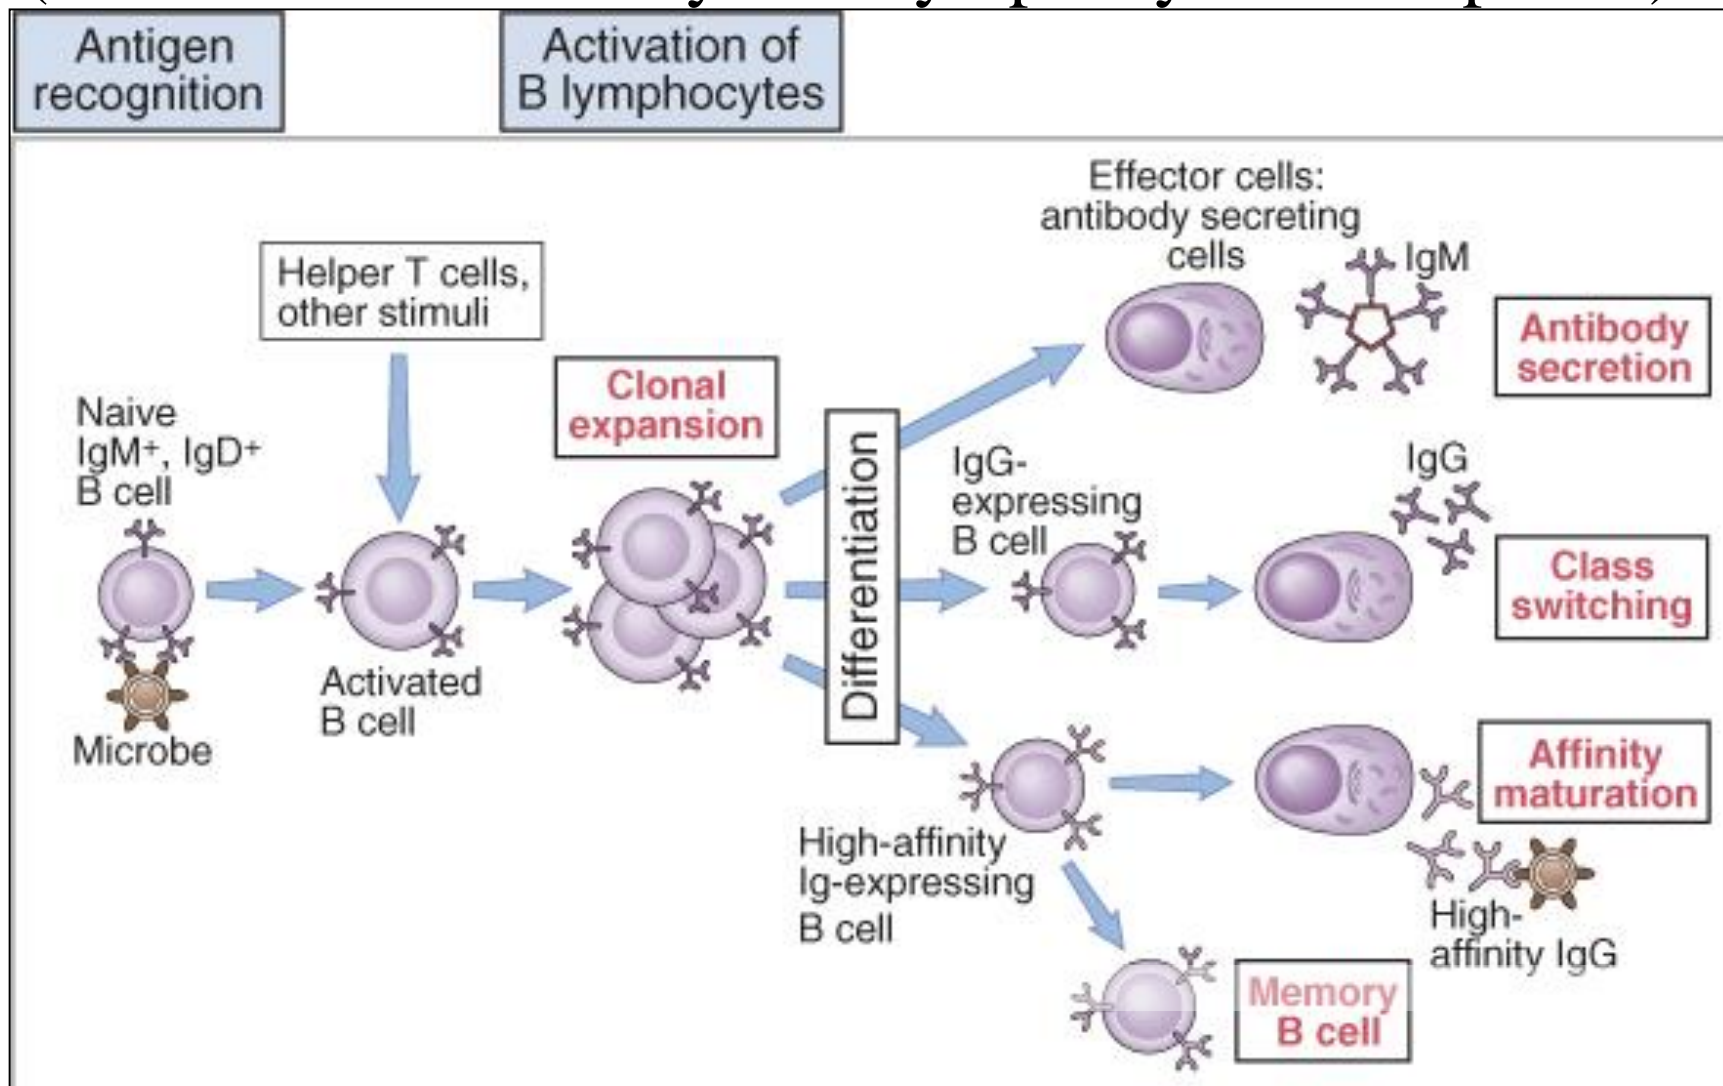 Antigen
recognition
Activation of
B lymphocytes
Effector cells:
antibody secreting
cells
IgM
Antibody
secretion
Helper T cells,
other stimuli
Clonal
expansion
Naive
IgM+, IgD+
B cell
Differentiation
IgG-
expressing
B cell
IgG
Class
switching
Activated
B cell
Microbe
Affinity
maturation
High-affinity
Ig-expressing
B cell
High-
affinity IgG
Memory
B cell